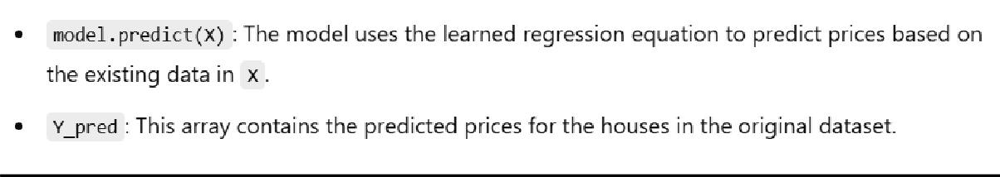 • model.predict(X) : The model uses the learned regression equation to predict prices based on
the existing data in X .
• Y_pred : This array contains the predicted prices for the houses in the original dataset.